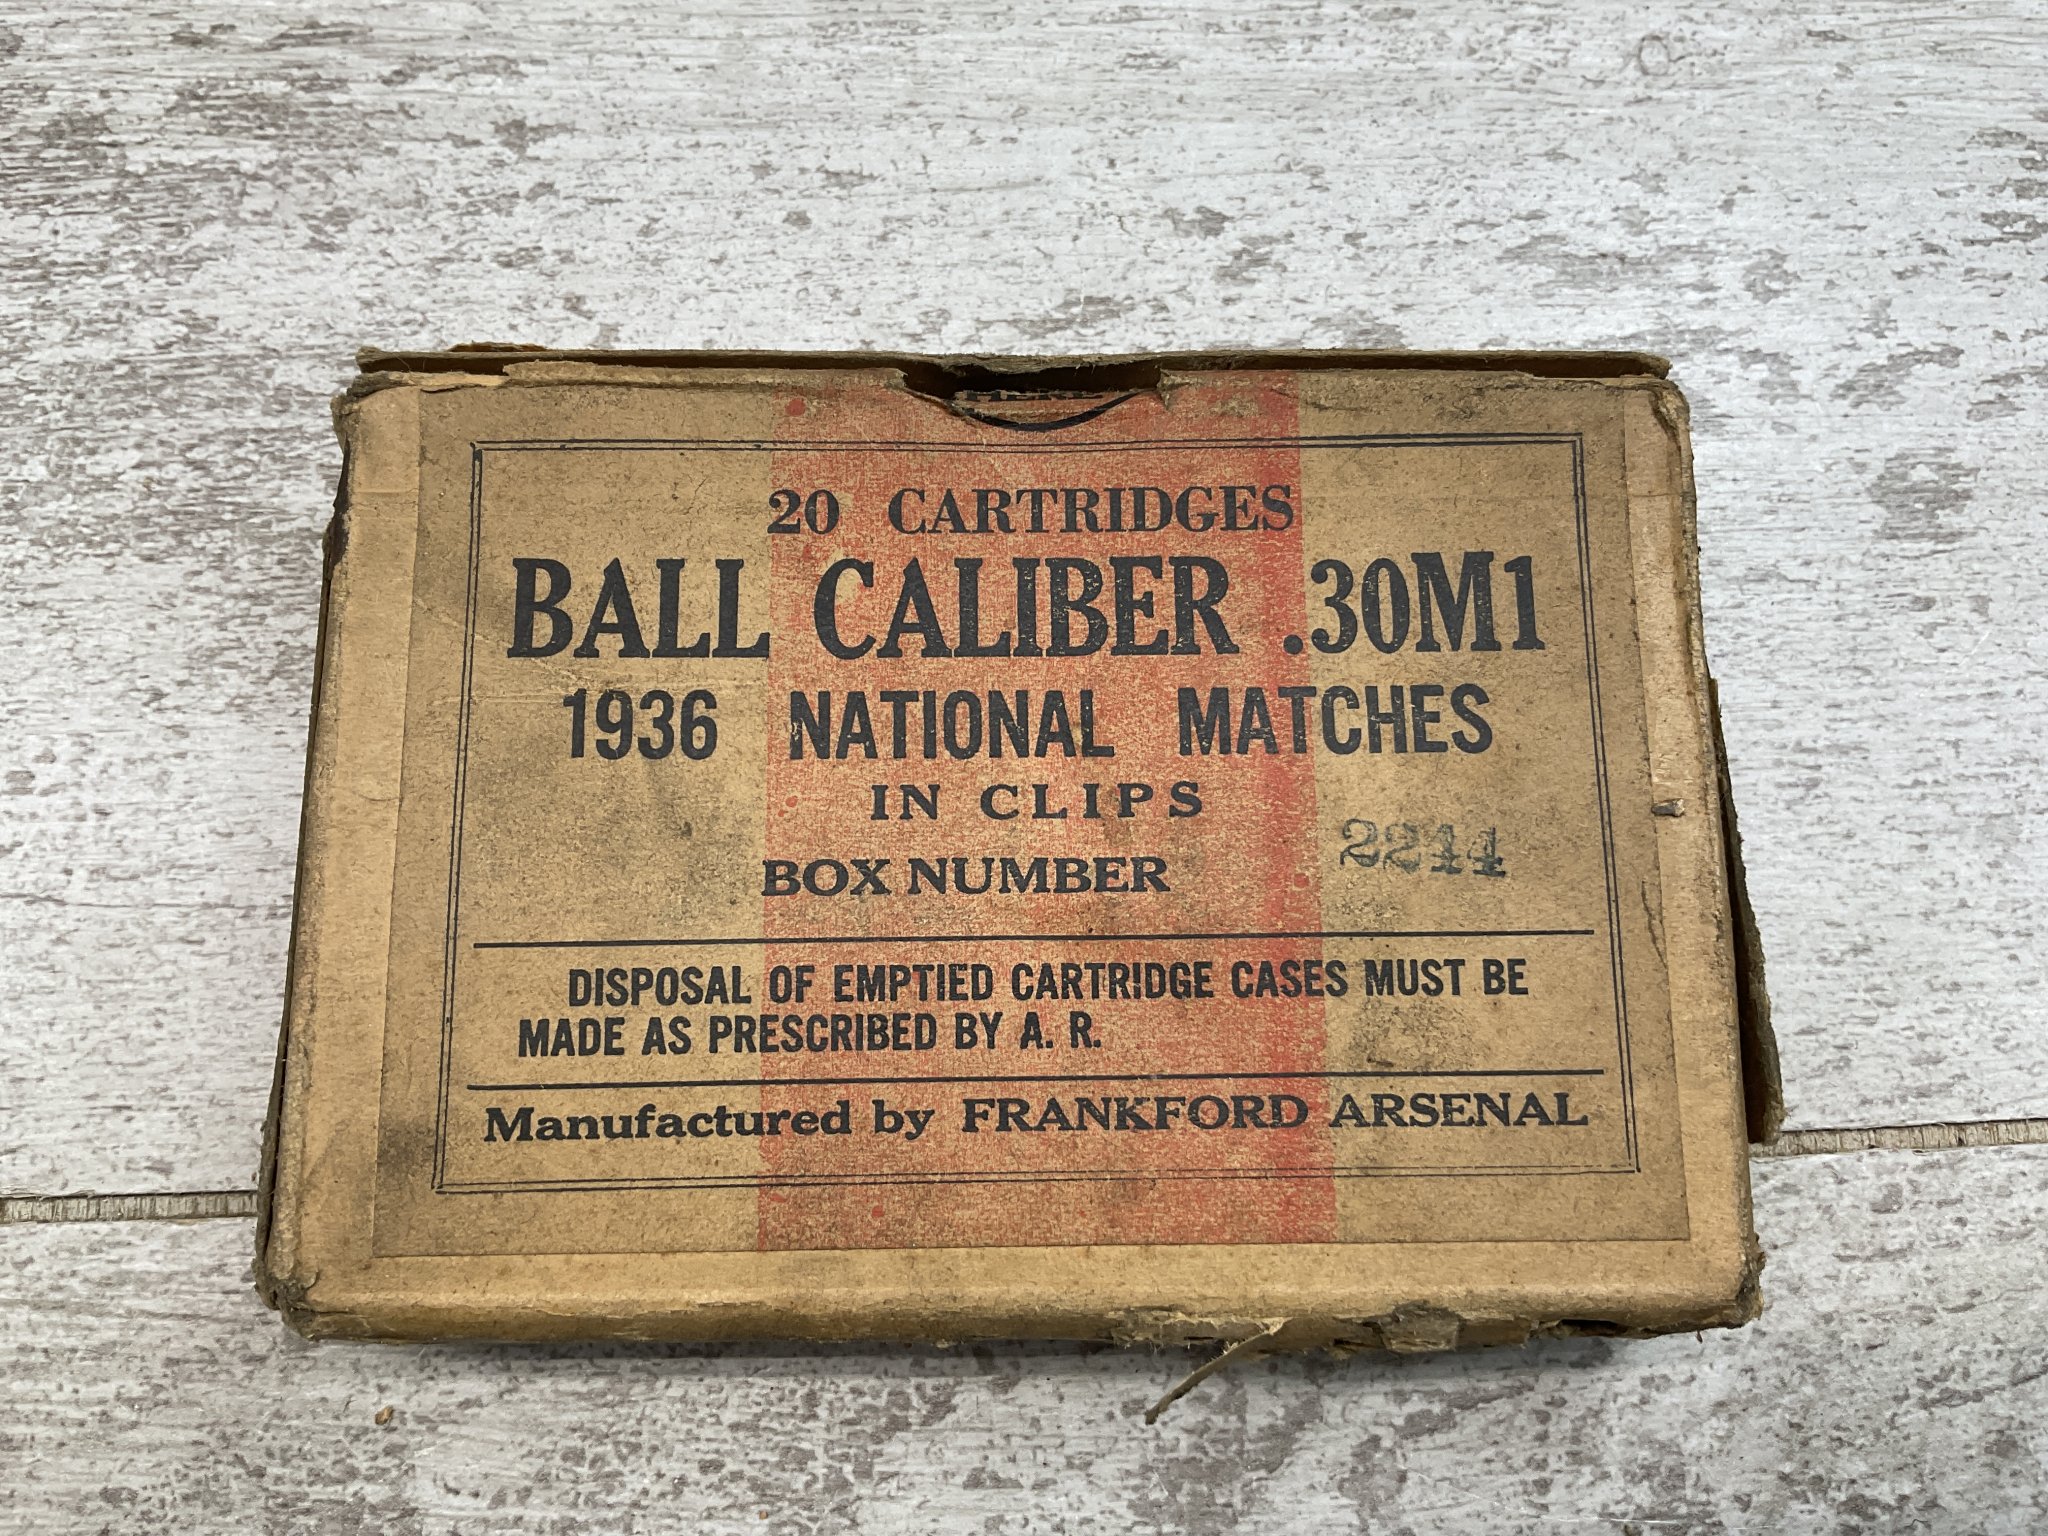 HERE
20 CARTRIDGES
BALL CALIBER .30M1
1936 NATIONAL MATCHES
IN CLIPS
BOX NUMBER 2244
DISPOSAL OF EMPTIED CARTRIDGE CASES MUST BE
MADE AS PRESCRIBED BY A. R.
Manufactured by FRANKFORD ARSENAL